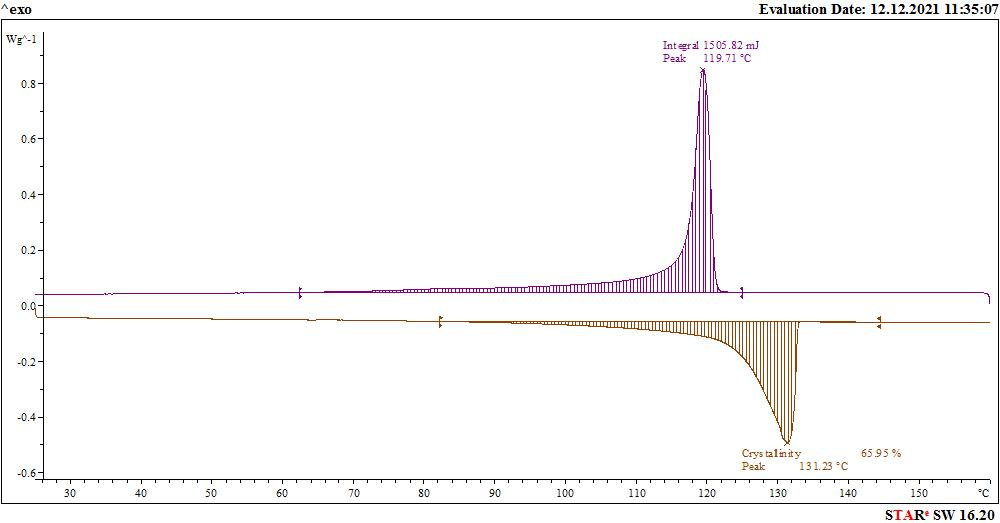 ^exo Evaluation Date: 12.12.2021 11:35:07
Wg^-1
Integral 1505.82 mJ
Peak 119.71 °C
0.8
0.6
0.4
0.2
0.0
-0.2
-0.4
Crystallinity 65.95 %
Peak 131.23 °C
-0.6
30 40 50 60 70 80 90 100 110 120 130 140 150 °C
STARe SW 16.20